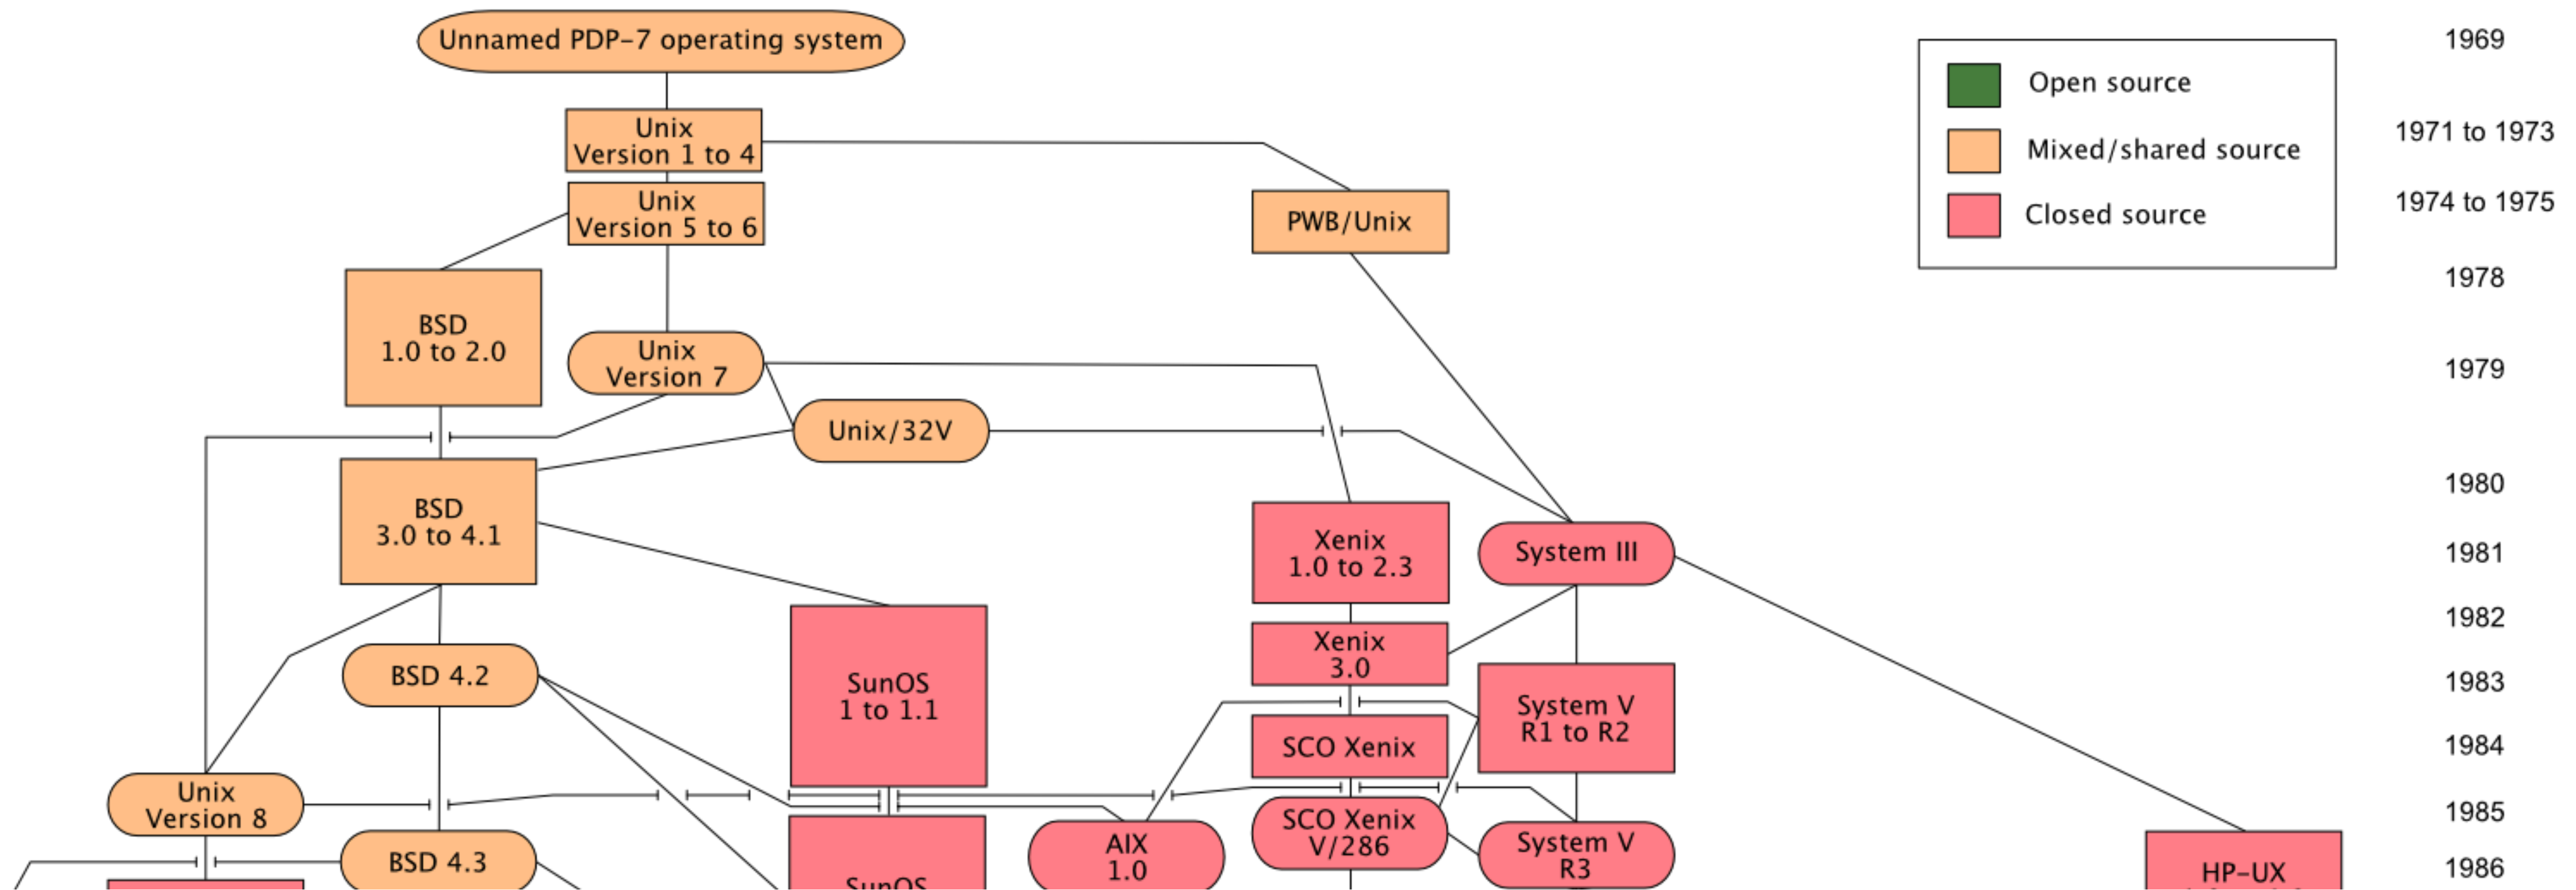 Unnamed PDP-7 operating system
1969
Open source
Unix
Version 1 to 4
1971 to 1973
Mixed/shared source
Unix
Version 5 to 6
PWB/Unix
1974 to 1975
Closed source
1978
BSD
1.0 to 2.0
Unix
Version 7
1979
Unix/32V
1980
BSD
3.0 to 4.1
Xenix
1.0 to 2.3
System III
1981
1982
Xenix
3.0
BSD 4.2
SunOS
1 to 1.1
1983
System V
R1 to R2
SCO Xenix
1984
Unix
Version 8
1985
SCO Xenix
V/286
AIX
1.0
System V
R3
BSD 4.3
1986
HP-UX
SunOS